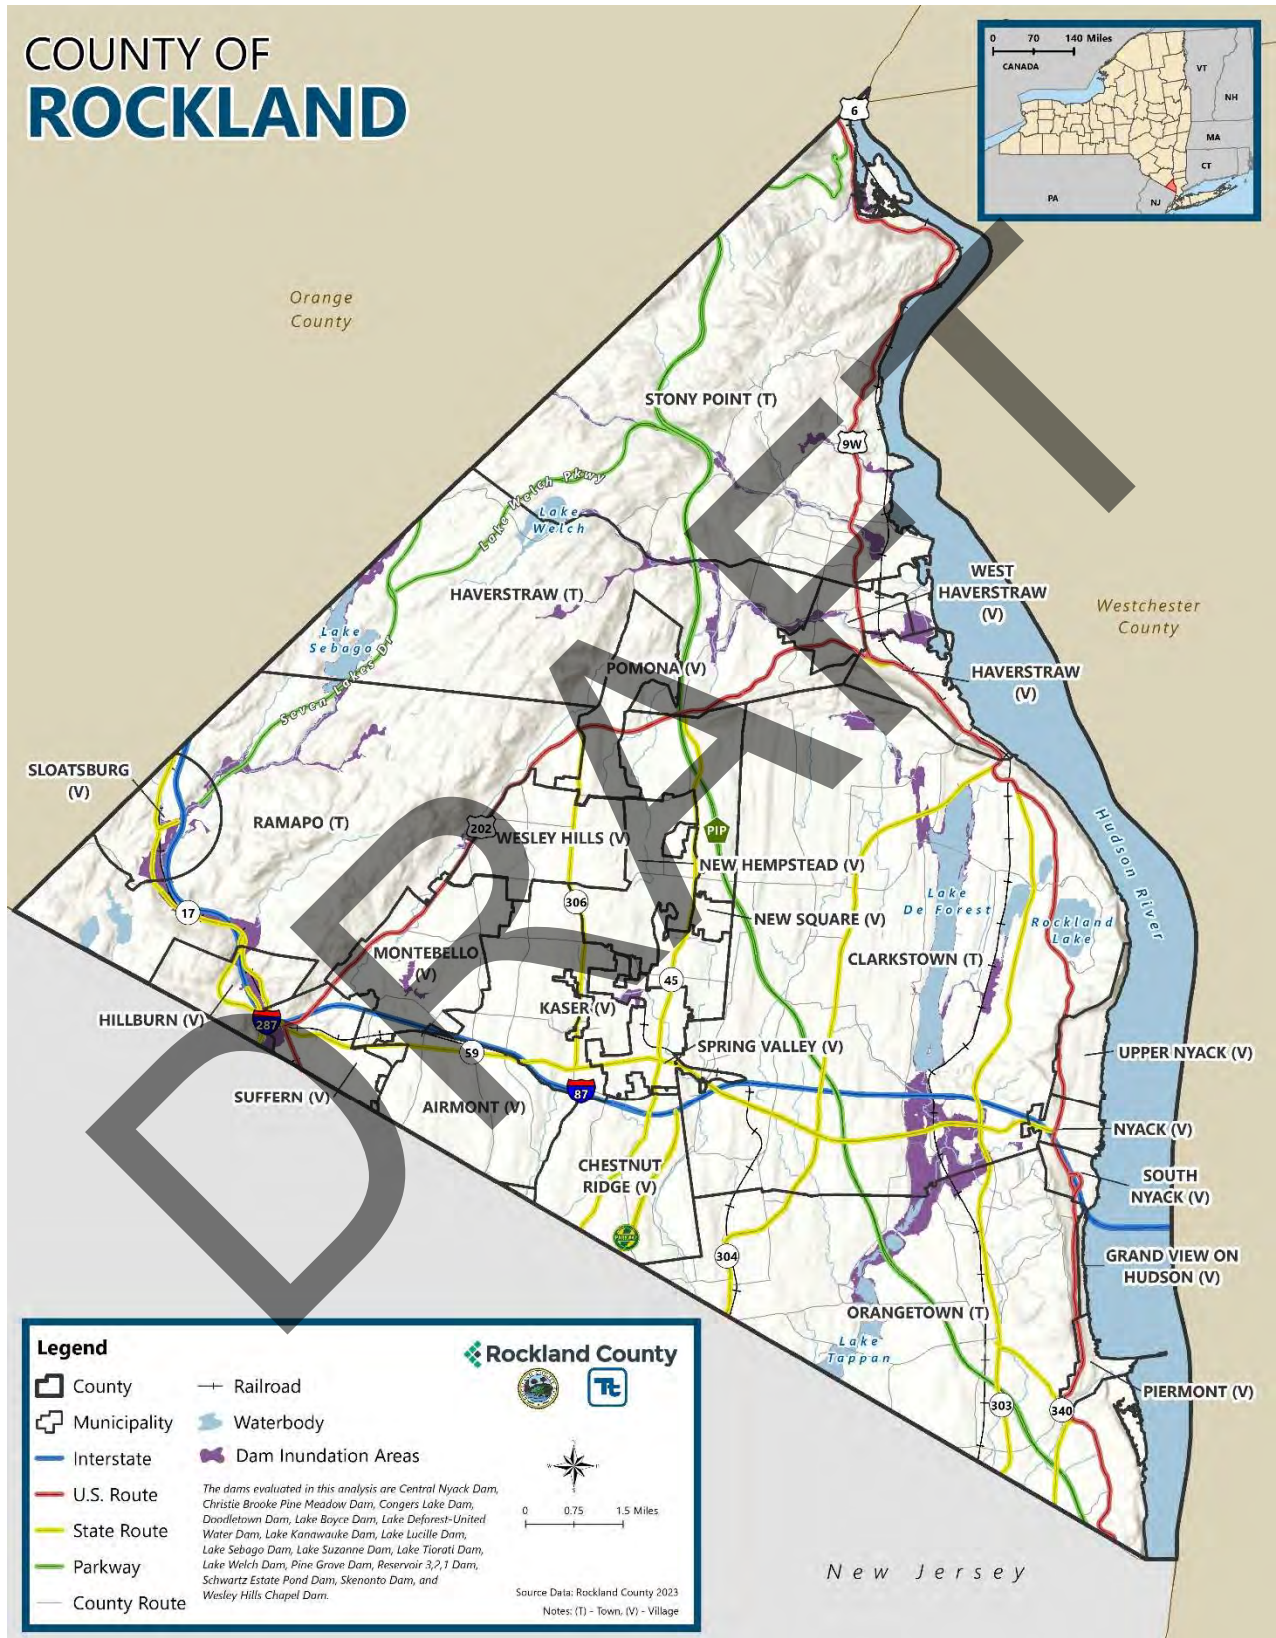 COUNTY OF
ROCKLAND
0 70 140 Miles
CANADA
VT
NH
MA
CT
PA
NJ
6
Orange
County
STONY POINT (T)
9W
Lake Welch Pkwy
Lake
Welch
HAVERSTRAW (T)
WEST
HAVERSTRAW
(V)
Westchester
County
Lake
Sebago
Seven Lakes Dr
POMONA (V)
HAVERSTRAW
(V)
SLOATSBURG
(V)
RAMAPO (T)
202
WESLEY HILLS (V)
PIP
NEW HEMPSTEAD (V)
Hudson River
17
306
Lake
De Forest
NEW SQUARE (V)
Rockland
Lake
MONTEBELLO
(V)
CLARKSTOWN (T)
45
KASER (V)
HILLBURN (V)
287
SPRING VALLEY (V)
59
UPPER NYACK (V)
SUFFERN (V)
AIRMONT (V)
87
NYACK (V)
CHESTNUT
RIDGE (V)
SOUTH
NYACK (V)
304
GRAND VIEW ON
HUDSON (V)
ORANGETOWN (T)
Lake
Tappan
PIERMONT (V)
303
340
New Jersey
DRAFT
Legend
County
Municipality
Interstate
U.S. Route
State Route
Parkway
County Route
Railroad
Waterbody
Dam Inundation Areas
The dams evaluated in this analysis are Central Nyack Dam,
Christie Brooke Pine Meadow Dam, Congers Lake Dam,
Doodletown Dam, Lake Boyce Dam, Lake Deforest-United
Water Dam, Lake Kanawauke Dam, Lake Lucille Dam,
Lake Sebago Dam, Lake Suzanne Dam, Lake Tiorati Dam,
Lake Welch Dam, Pine Grove Dam, Reservoir 3,2,1 Dam,
Schwartz Estate Pond Dam, Skenonto Dam, and
Wesley Hills Chapel Dam.
Rockland County
Tt
0 0.75 1.5 Miles
Source Data: Rockland County 2023
Notes: (T) - Town, (V) - Village